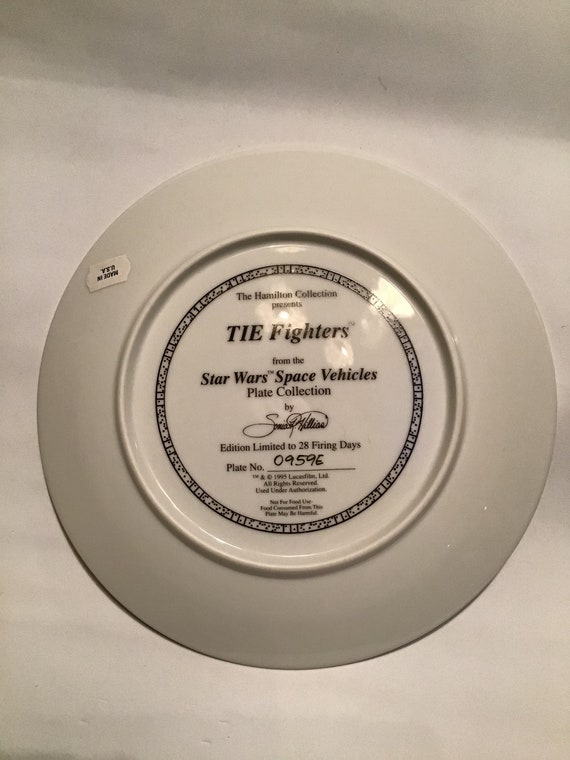 MADE IN
U.S.A.
The Hamilton Collection
presents
TIE Fighters™
from the
Star Wars™ Space Vehicles
Plate Collection
by
Edition Limited to 28 Firing Days
Plate No. 0959E
™ & © 1995 Lucasfilm, Ltd.
All Rights Reserved.
Used Under Authorization.
Not For Food Use-
Food Consumed From This
Plate May Be Harmful.